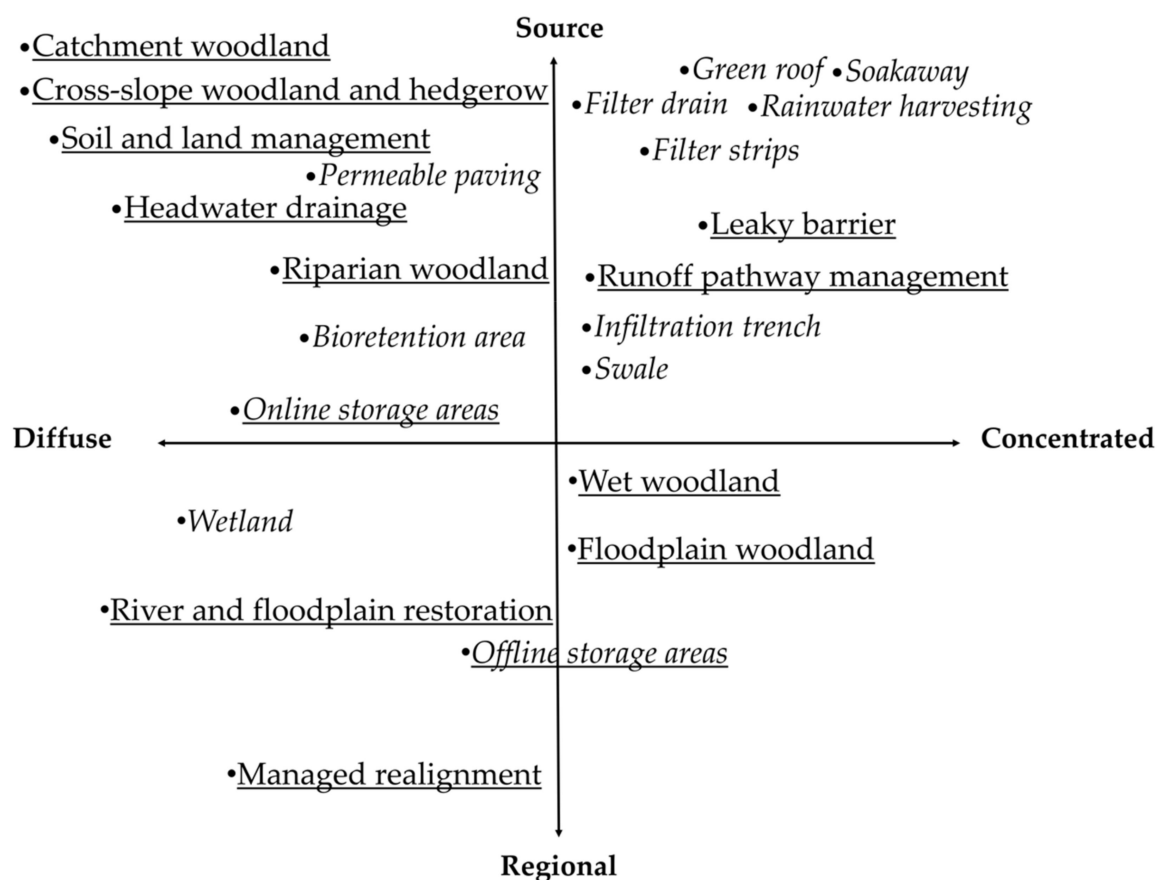 Source
•Catchment woodland
•Green roof •Soakaway
•Cross-slope woodland and hedgerow
•Filter drain •Rainwater harvesting
•Soil and land management
•Filter strips
•Permeable paving
•Headwater drainage
•Leaky barrier
•Riparian woodland
•Runoff pathway management
•Infiltration trench
•Bioretention area
•Swale
•Online storage areas
Diffuse
Concentrated
•Wet woodland
•Wetland
•Floodplain woodland
•River and floodplain restoration
•Offline storage areas
•Managed realignment
Regional